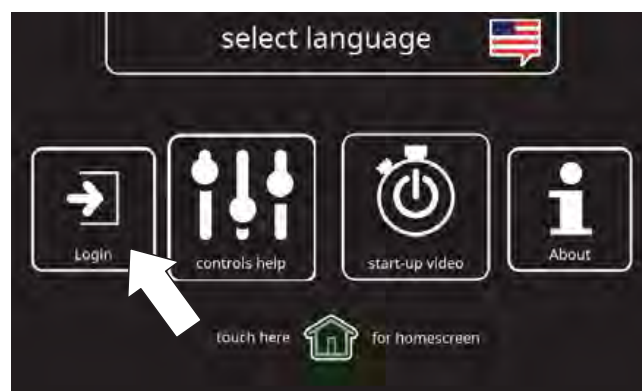 select language
Login
controls help
start-up video
About
touch here for homescreen